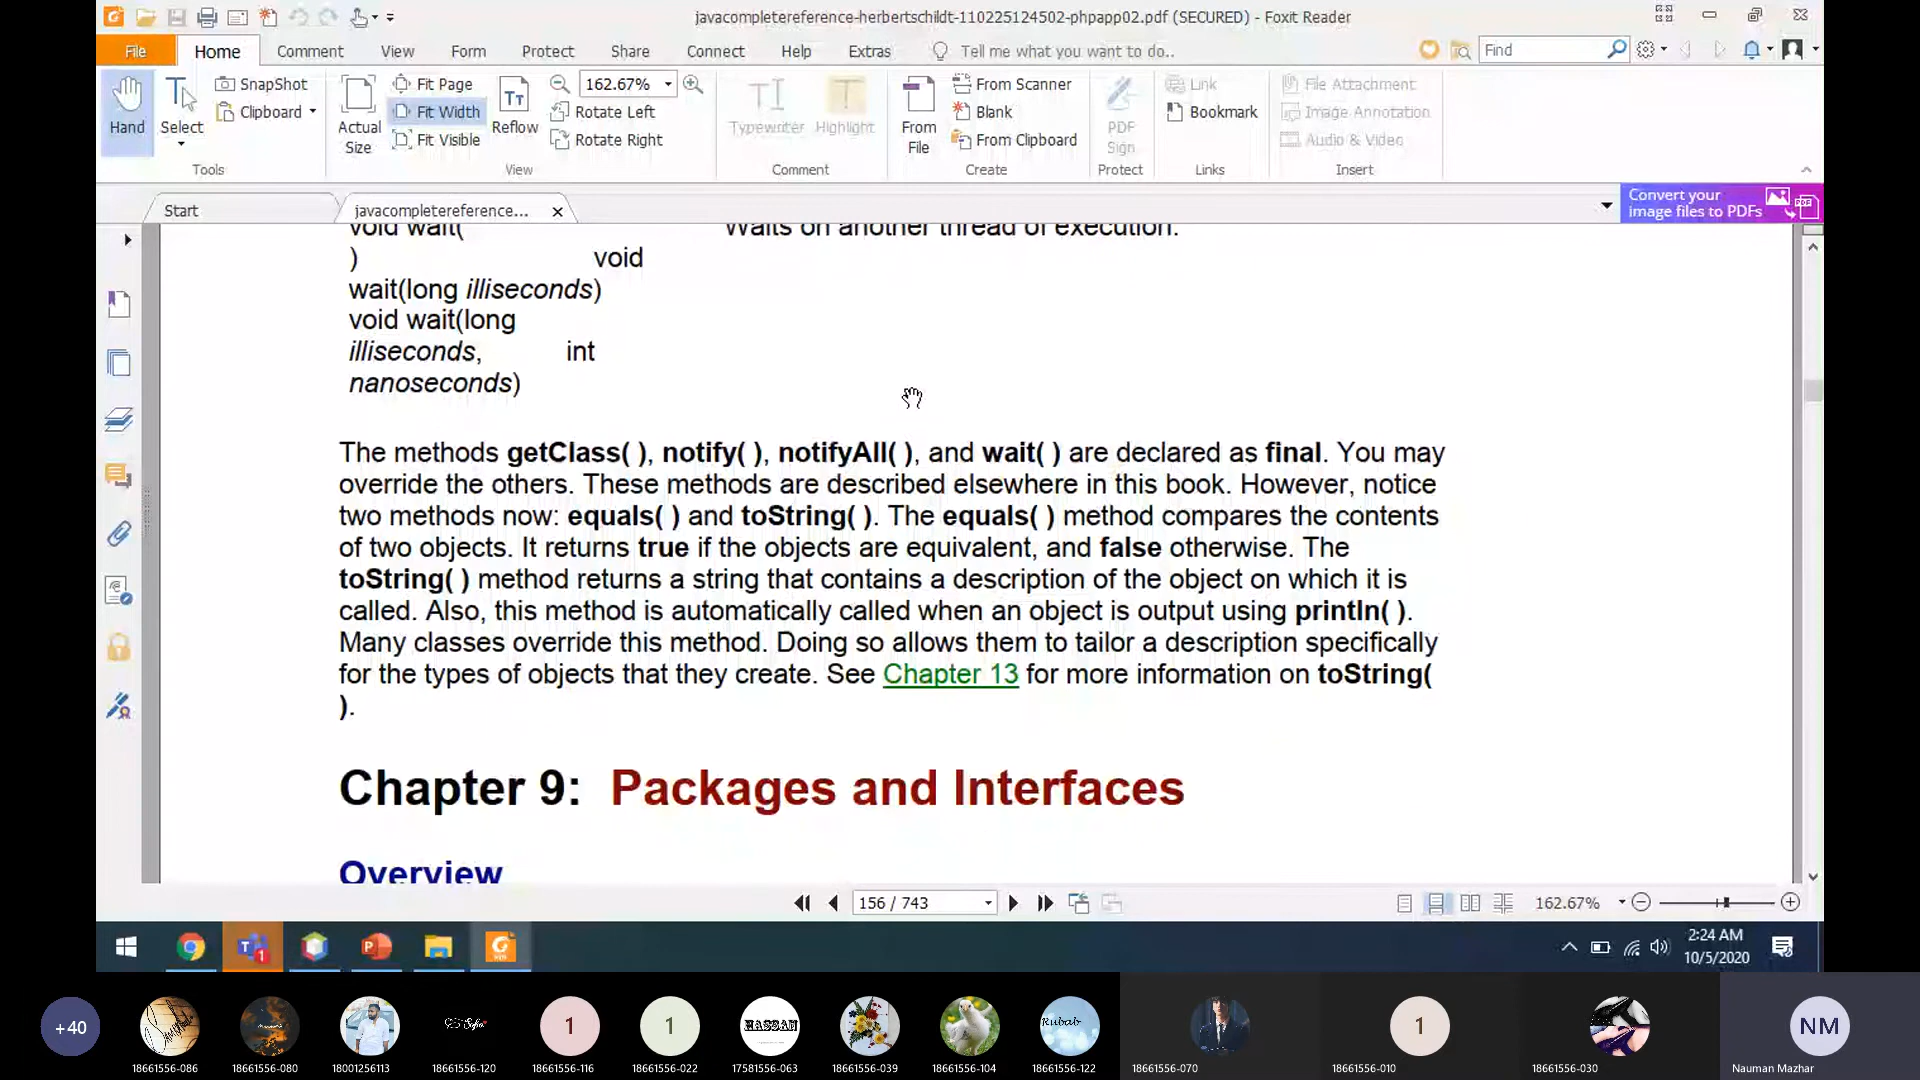 javacompletereference-herbertschildt-110225124502-phpapp02.pdf (SECURED) - Foxit Reader
File Home Comment View Form Protect Share Connect Help Extras Tell me what you want to do.. Find
Hand
Select
SnapShot
Clipboard
Tools
Actual Size
Fit Page
Fit Width
Fit Visible
Reflow
162.67%
Rotate Left
Rotate Right
View
Typewriter
Highlight
Comment
From File
From Scanner
Blank
From Clipboard
Create
PDF Sign
Protect
Link
Bookmark
Links
File Attachment
Image Annotation
Audio & Video
Insert
Start
javacompletereference...
Convert your
image files to PDFs
void wait( Waits on another thread of execution.
) void
wait(long illiseconds)
void wait(long
illiseconds, int
nanoseconds)
The methods getClass( ), notify( ), notifyAll( ), and wait( ) are declared as final. You may
override the others. These methods are described elsewhere in this book. However, notice
two methods now: equals( ) and toString( ). The equals( ) method compares the contents
of two objects. It returns true if the objects are equivalent, and false otherwise. The
toString( ) method returns a string that contains a description of the object on which it is
called. Also, this method is automatically called when an object is output using println( ).
Many classes override this method. Doing so allows them to tailor a description specifically
for the types of objects that they create. See Chapter 13 for more information on toString(
).
Chapter 9: Packages and Interfaces
Overview
156 / 743
162.67%
2:24 AM
10/5/2020
+40
1
1
HASSAN
Rubab
1
NM
18661556-086
18661556-080
18001256113
18661556-120
18661556-116
18661556-022
17581556-063
18661556-039
18661556-104
18661556-122
18661556-070
18661556-010
18661556-030
Nauman Mazhar